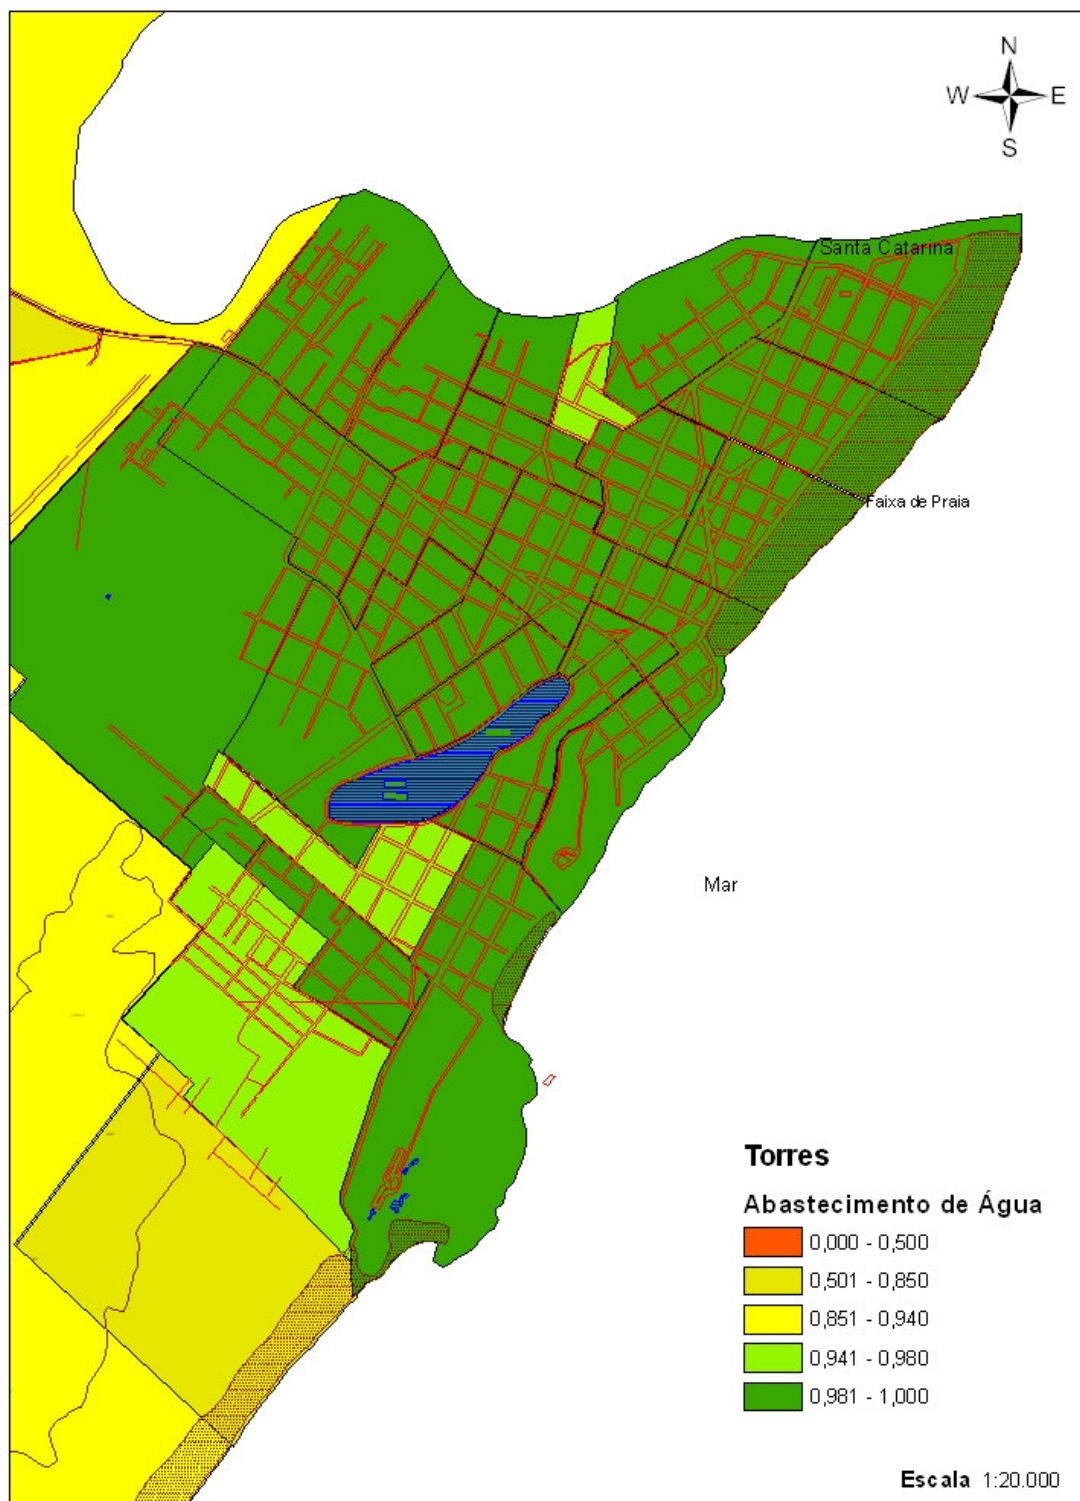 N
W E
S
Santa Catarina
Faixa de Praia
Mar
Torres
Abastecimento de Água
0,000 - 0,500
0,501 - 0,850
0,851 - 0,940
0,941 - 0,980
0,981 - 1,000
Escala 1:20.000